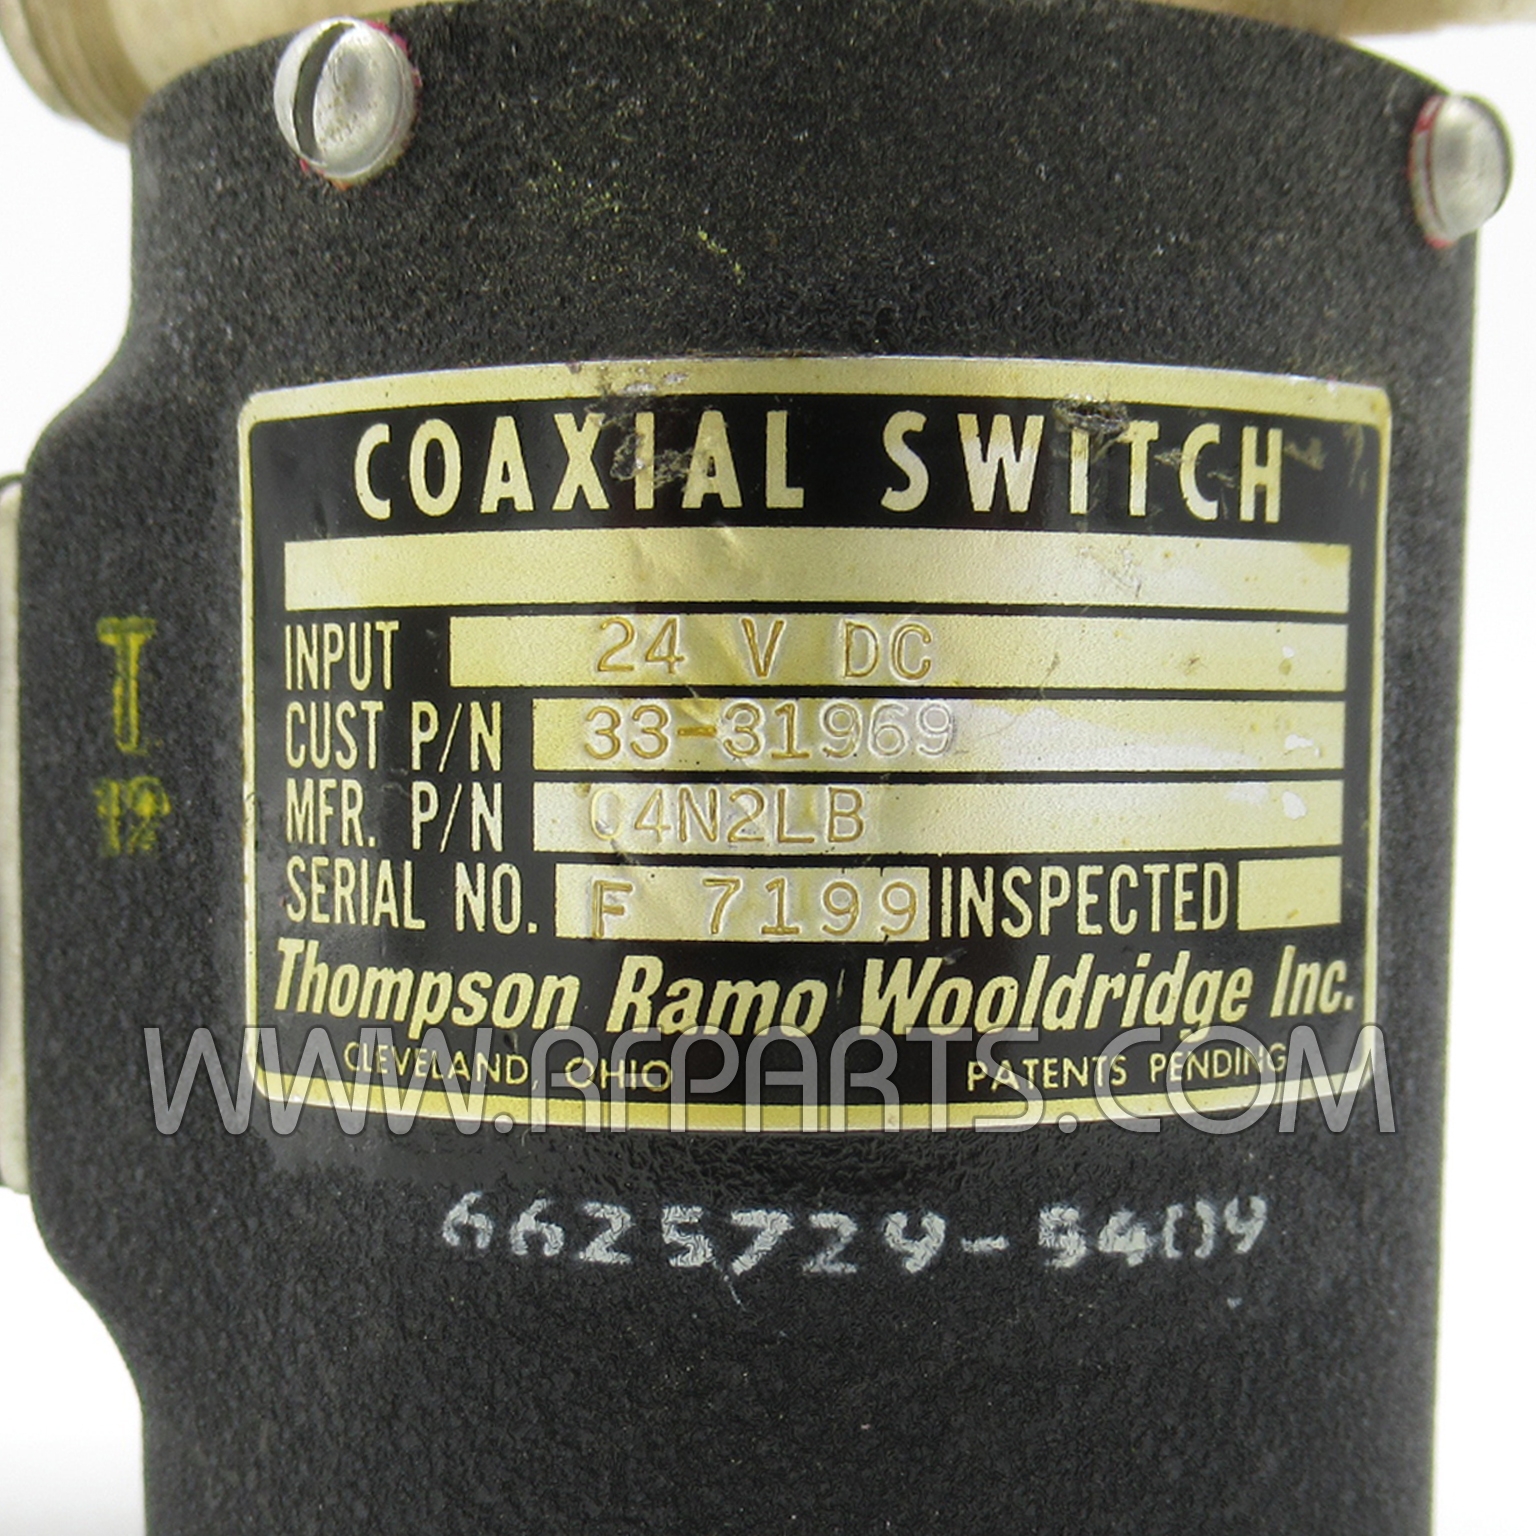 COAXIAL SWITCH
INPUT 24 V DC
CUST P/N 33-31969
MFR. P/N C4N2LB
SERIAL NO. F 7199 INSPECTED
Thompson Ramo Wooldridge Inc.
CLEVELAND, OHIO PATENTS PENDING
WWW.RFPARTS.COM
T
12
6625729-5409